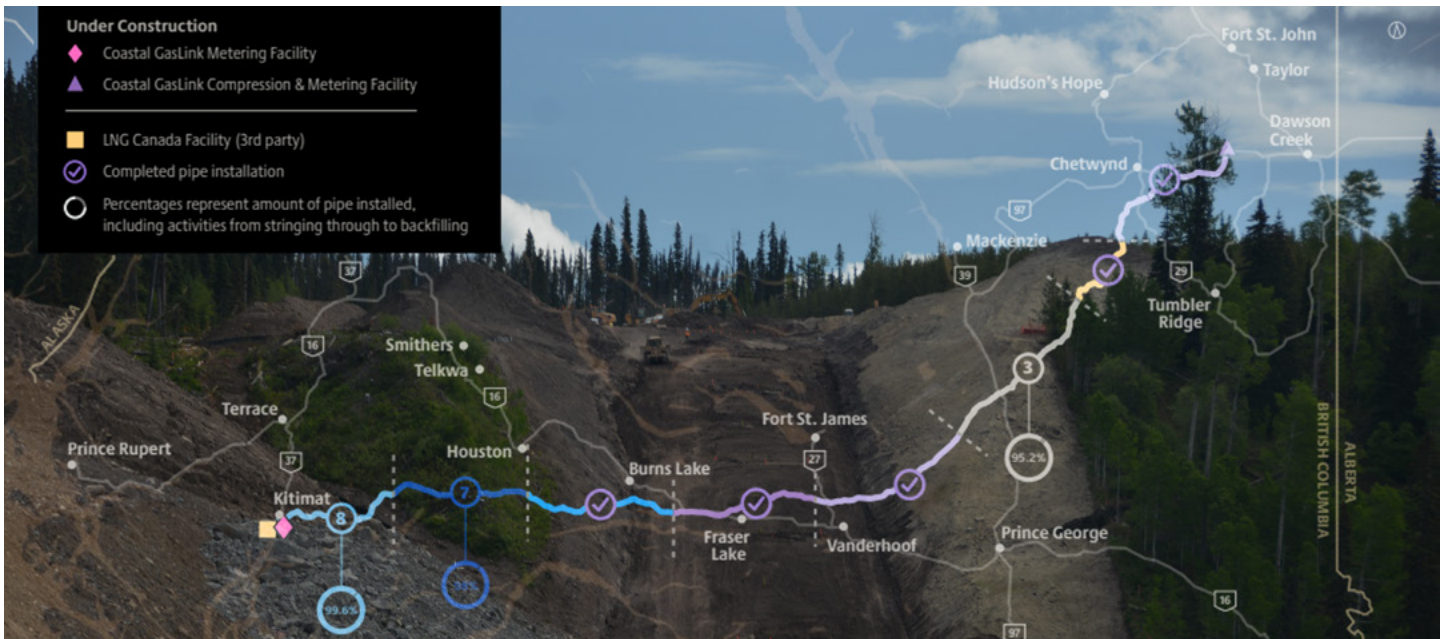 Under Construction
Coastal GasLink Metering Facility
Coastal GasLink Compression & Metering Facility
LNG Canada Facility (3rd party)
Completed pipe installation
Percentages represent amount of pipe installed,
including activities from stringing through to backfilling
Fort St. John
Taylor
Hudson's Hope
Dawson
Creek
Chetwynd
97
Mackenzie
39
29
Tumbler
Ridge
37
ALASKA
16
Smithers
Telkwa
16
3
Terrace
Fort St. James
BRITISH COLUMBIA
ALBERTA
Prince Rupert
37
Houston
27
95.2%
Burns Lake
Kitimat
8
7
Fraser
Lake
Vanderhoof
Prince George
99.6%
16
97